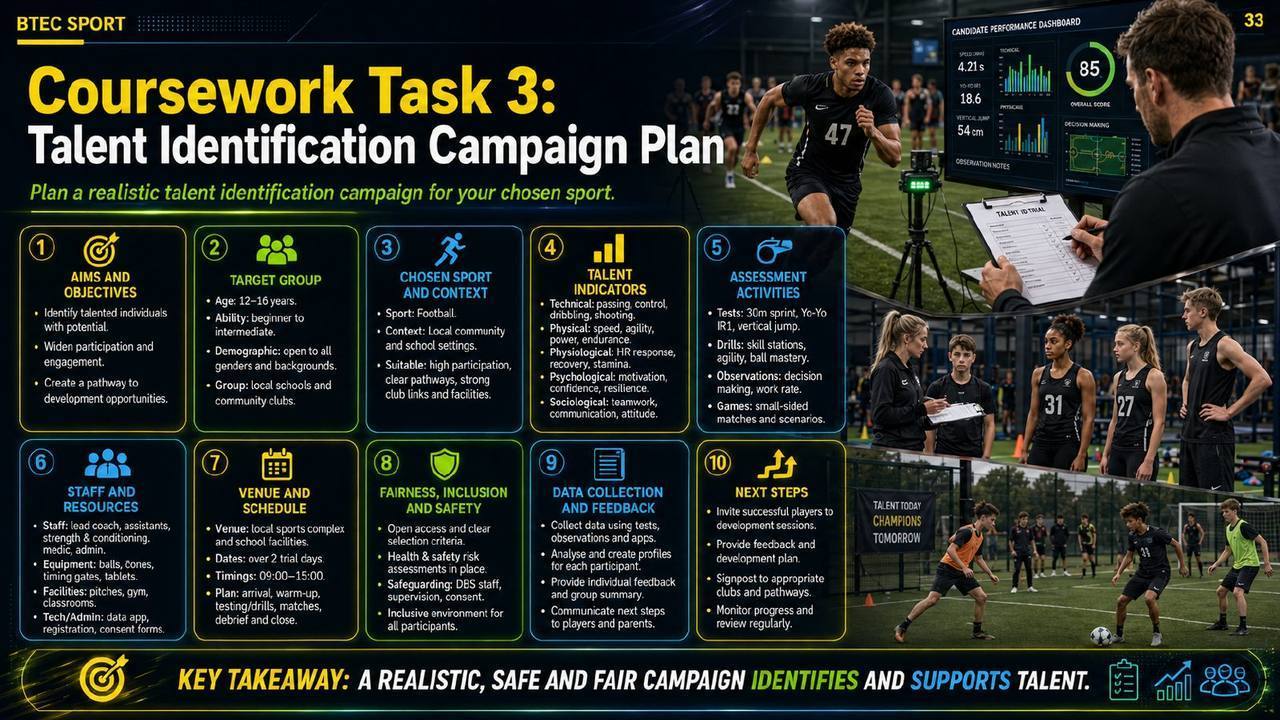 BTEC SPORT
33
Coursework Task 3:
Talent Identification Campaign Plan
Plan a realistic talent identification campaign for your chosen sport.
CANDIDATE PERFORMANCE DASHBOARD
4.21 s
18.6
VERTICAL JUMP
54 cm
TECHNICAL
PHYSICAL
85
OVERALL SCORE
DECISION MAKING
OBSERVATION NOTES
47
TALENT ID TRIAL
1
AIMS AND
OBJECTIVES
• Identify talented individuals
with potential.
• Widen participation and
engagement.
• Create a pathway to
development opportunities.
2
TARGET GROUP
• Age: 12–16 years.
• Ability: beginner to
intermediate.
• Demographic: open to all
genders and backgrounds.
• Group: local schools and
community clubs.
3
CHOSEN SPORT
AND CONTEXT
• Sport: Football.
• Context: Local community
and school settings.
• Suitable: high participation,
clear pathways, strong
club links and facilities.
4
TALENT
INDICATORS
• Technical: passing, control,
dribbling, shooting.
• Physical: speed, agility,
power, endurance.
• Physiological: HR response,
recovery, stamina.
• Psychological: motivation,
confidence, resilience.
• Sociological: teamwork,
communication, attitude.
5
ASSESSMENT
ACTIVITIES
• Tests: 30m sprint, Yo-Yo
IR1, vertical jump.
• Drills: skill stations,
agility, ball mastery.
• Observations: decision
making, work rate.
• Games: small-sided
matches and scenarios.
31
27
6
STAFF AND
RESOURCES
• Staff: lead coach, assistants,
strength & conditioning,
medic, admin.
• Equipment: balls, cones,
timing gates, tablets.
• Facilities: pitches, gym,
classrooms.
• Tech/Admin: data app,
registration, consent forms.
7
VENUE AND
SCHEDULE
• Venue: local sports complex
and school facilities.
• Dates: over 2 trial days.
• Timings: 09:00–15:00.
• Plan: arrival, warm-up,
testing/drills, matches,
debrief and close.
8
FAIRNESS, INCLUSION
AND SAFETY
• Open access and clear
selection criteria.
• Health & safety risk
assessments in place.
• Safeguarding: DBS staff,
supervision, consent.
• Inclusive environment for
all participants.
9
DATA COLLECTION
AND FEEDBACK
• Collect data using tests,
observations and apps.
• Analyse and create profiles
for each participant.
• Provide individual feedback
and group summary.
• Communicate next steps
to players and parents.
10
NEXT STEPS
• Invite successful players to
development sessions.
• Provide feedback and
development plan.
• Signpost to appropriate
clubs and pathways.
• Monitor progress and
review regularly.
TALENT TODAY
CHAMPIONS
TOMORROW
KEY TAKEAWAY: A REALISTIC, SAFE AND FAIR CAMPAIGN IDENTIFIES AND SUPPORTS TALENT.